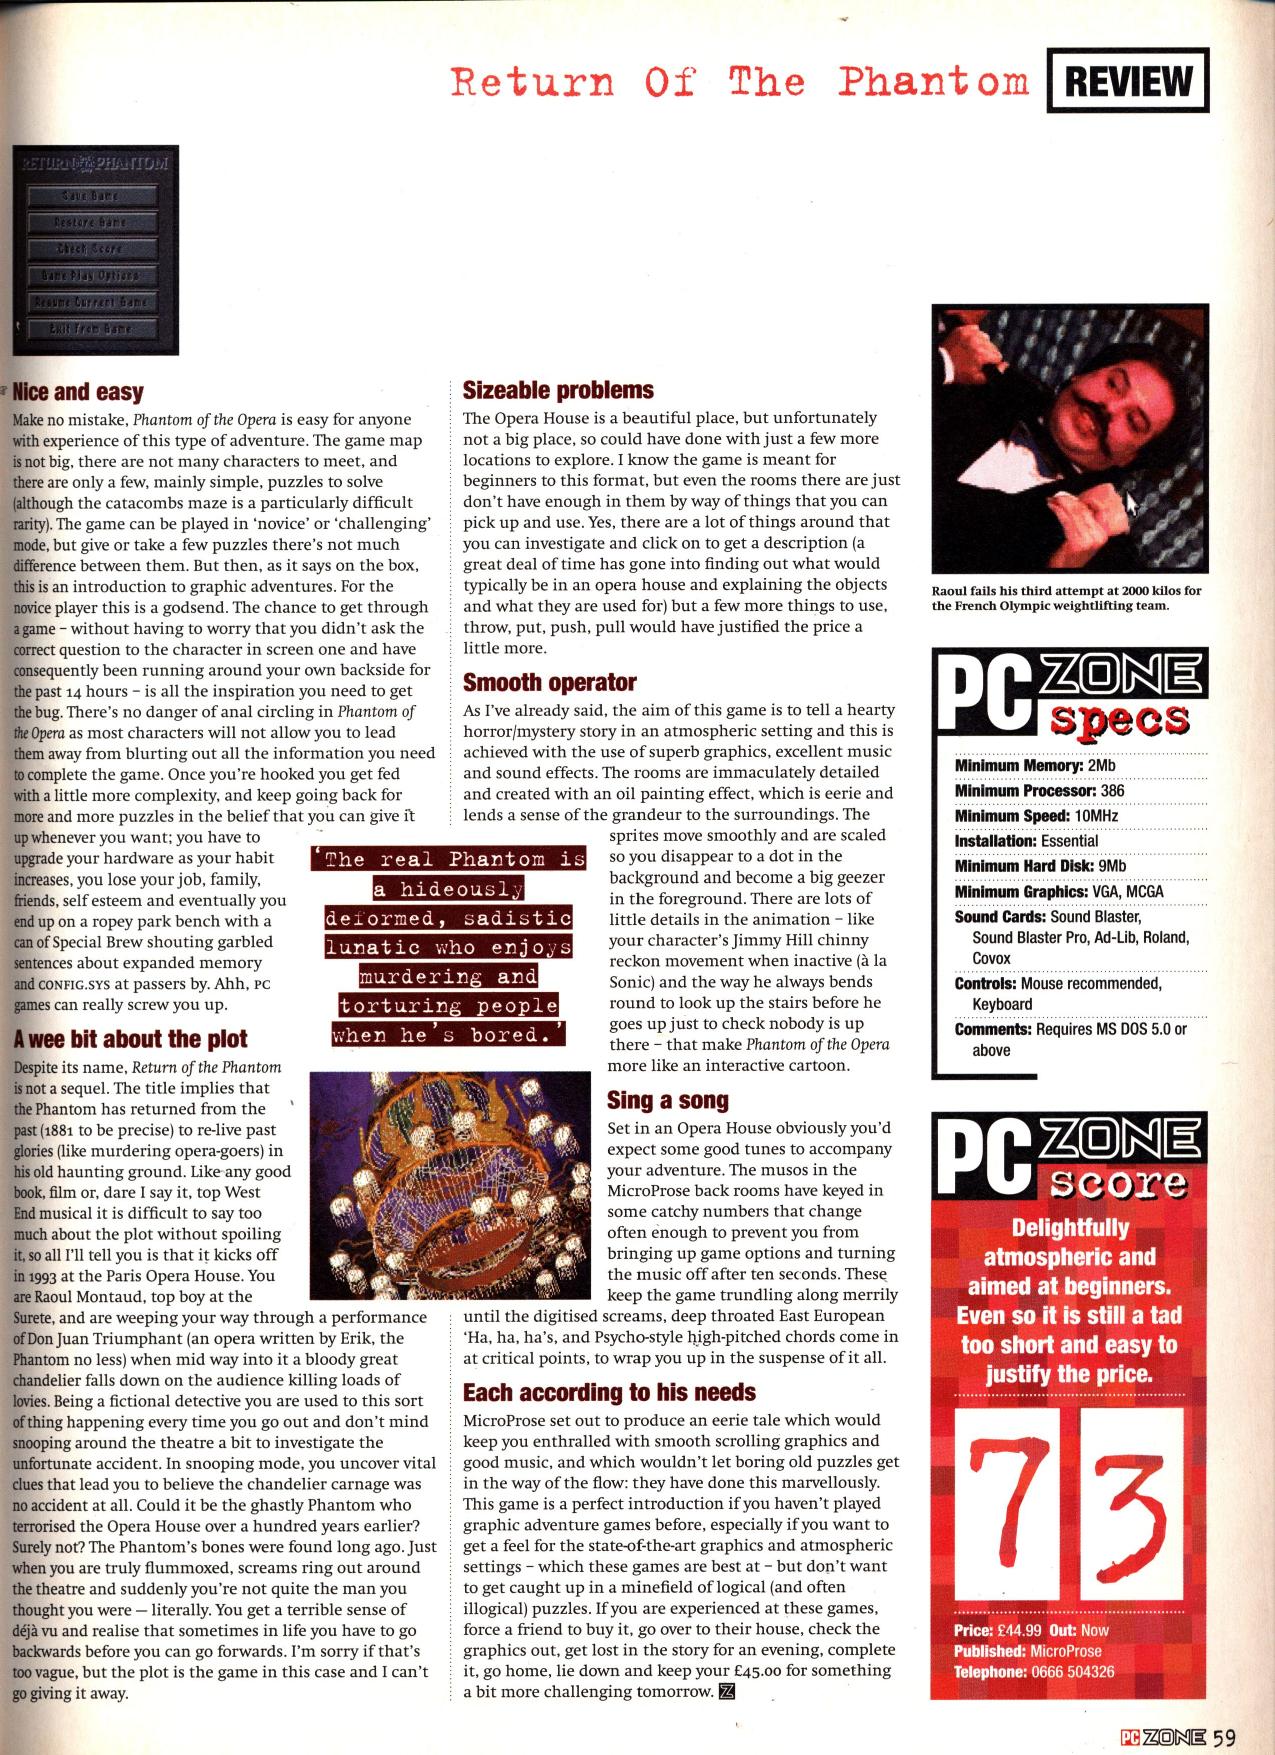 Return Of The Phantom
REVIEW
RETURN OF THE PHANTOM
Save Game
Restore Game
Check Score
Game Play Options
Resume Current Game
Exit From Game
Nice and easy
Make no mistake, Phantom of the Opera is easy for anyone
with experience of this type of adventure. The game map
is not big, there are not many characters to meet, and
there are only a few, mainly simple, puzzles to solve
(although the catacombs maze is a particularly difficult
rarity). The game can be played in ‘novice’ or ‘challenging’
mode, but give or take a few puzzles there’s not much
difference between them. But then, as it says on the box,
this is an introduction to graphic adventures. For the
novice player this is a godsend. The chance to get through
a game – without having to worry that you didn’t ask the
correct question to the character in screen one and have
consequently been running around your own backside for
the past 14 hours – is all the inspiration you need to get
the bug. There’s no danger of anal circling in Phantom of
the Opera as most characters will not allow you to lead
them away from blurting out all the information you need
to complete the game. Once you’re hooked you get fed
with a little more complexity, and keep going back for
more and more puzzles in the belief that you can give it
up whenever you want; you have to
upgrade your hardware as your habit
increases, you lose your job, family,
friends, self esteem and eventually you
end up on a ropey park bench with a
can of Special Brew shouting garbled
sentences about expanded memory
and CONFIG.SYS at passers by. Ahh, PC
games can really screw you up.
A wee bit about the plot
Despite its name, Return of the Phantom
is not a sequel. The title implies that
the Phantom has returned from the
past (1881 to be precise) to re-live past
glories (like murdering opera-goers) in
his old haunting ground. Like any good
book, film or, dare I say it, top West
End musical it is difficult to say too
much about the plot without spoiling
it, so all I’ll tell you is that it kicks off
in 1993 at the Paris Opera House. You
are Raoul Montaud, top boy at the
Surete, and are weeping your way through a performance
of Don Juan Triumphant (an opera written by Erik, the
Phantom no less) when mid way into it a bloody great
chandelier falls down on the audience killing loads of
lovies. Being a fictional detective you are used to this sort
of thing happening every time you go out and don’t mind
snooping around the theatre a bit to investigate the
unfortunate accident. In snooping mode, you uncover vital
clues that lead you to believe the chandelier carnage was
no accident at all. Could it be the ghastly Phantom who
terrorised the Opera House over a hundred years earlier?
Surely not? The Phantom’s bones were found long ago. Just
when you are truly flummoxed, screams ring out around
the theatre and suddenly you’re not quite the man you
thought you were — literally. You get a terrible sense of
déjà vu and realise that sometimes in life you have to go
backwards before you can go forwards. I’m sorry if that’s
too vague, but the plot is the game in this case and I can’t
go giving it away.
‘The real Phantom is
a hideously
deformed, sadistic
lunatic who enjoys
murdering and
torturing people
when he’s bored.’
Sizeable problems
The Opera House is a beautiful place, but unfortunately
not a big place, so could have done with just a few more
locations to explore. I know the game is meant for
beginners to this format, but even the rooms there are just
don’t have enough in them by way of things that you can
pick up and use. Yes, there are a lot of things around that
you can investigate and click on to get a description (a
great deal of time has gone into finding out what would
typically be in an opera house and explaining the objects
and what they are used for) but a few more things to use,
throw, put, push, pull would have justified the price a
little more.
Smooth operator
As I’ve already said, the aim of this game is to tell a hearty
horror/mystery story in an atmospheric setting and this is
achieved with the use of superb graphics, excellent music
and sound effects. The rooms are immaculately detailed
and created with an oil painting effect, which is eerie and
lends a sense of the grandeur to the surroundings. The
sprites move smoothly and are scaled
so you disappear to a dot in the
background and become a big geezer
in the foreground. There are lots of
little details in the animation – like
your character’s Jimmy Hill chinny
reckon movement when inactive (à la
Sonic) and the way he always bends
round to look up the stairs before he
goes up just to check nobody is up
there – that make Phantom of the Opera
more like an interactive cartoon.
Sing a song
Set in an Opera House obviously you’d
expect some good tunes to accompany
your adventure. The musos in the
MicroProse back rooms have keyed in
some catchy numbers that change
often enough to prevent you from
bringing up game options and turning
the music off after ten seconds. These
keep the game trundling along merrily
until the digitised screams, deep throated East European
‘Ha, ha, ha’s, and Psycho-style high-pitched chords come in
at critical points, to wrap you up in the suspense of it all.
Each according to his needs
MicroProse set out to produce an eerie tale which would
keep you enthralled with smooth scrolling graphics and
good music, and which wouldn’t let boring old puzzles get
in the way of the flow: they have done this marvellously.
This game is a perfect introduction if you haven’t played
graphic adventure games before, especially if you want to
get a feel for the state-of-the-art graphics and atmospheric
settings – which these games are best at – but don’t want
to get caught up in a minefield of logical (and often
illogical) puzzles. If you are experienced at these games,
force a friend to buy it, go over to their house, check the
graphics out, get lost in the story for an evening, complete
it, go home, lie down and keep your £45.00 for something
a bit more challenging tomorrow. Z
Raoul fails his third attempt at 2000 kilos for
the French Olympic weightlifting team.
PC ZONE
specs
Minimum Memory: 2Mb
Minimum Processor: 386
Minimum Speed: 10MHz
Installation: Essential
Minimum Hard Disk: 9Mb
Minimum Graphics: VGA, MCGA
Sound Cards: Sound Blaster,
Sound Blaster Pro, Ad-Lib, Roland,
Covox
Controls: Mouse recommended,
Keyboard
Comments: Requires MS DOS 5.0 or
above
PC ZONE
score
Delightfully
atmospheric and
aimed at beginners.
Even so it is still a tad
too short and easy to
justify the price.
73
Price: £44.99 Out: Now
Published: MicroProse
Telephone: 0666 504326
PC ZONE 59